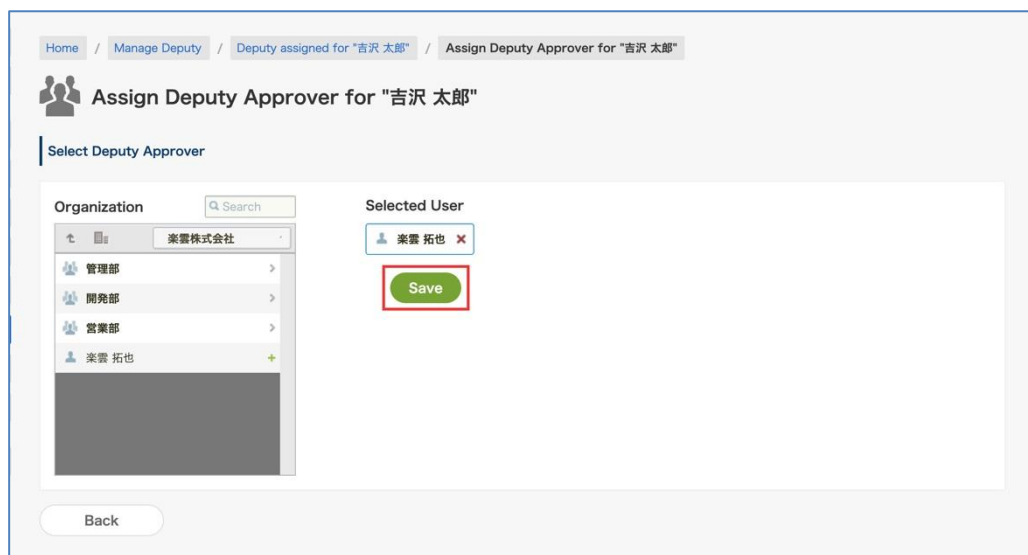 Home / Manage Deputy / Deputy assigned for "吉沢 太郎" / Assign Deputy Approver for "吉沢 太郎"
Assign Deputy Approver for "吉沢 太郎"
Select Deputy Approver
Organization
Search
楽雲株式会社
管理部
開発部
営業部
楽雲 拓也
Selected User
楽雲 拓也
Save
Back